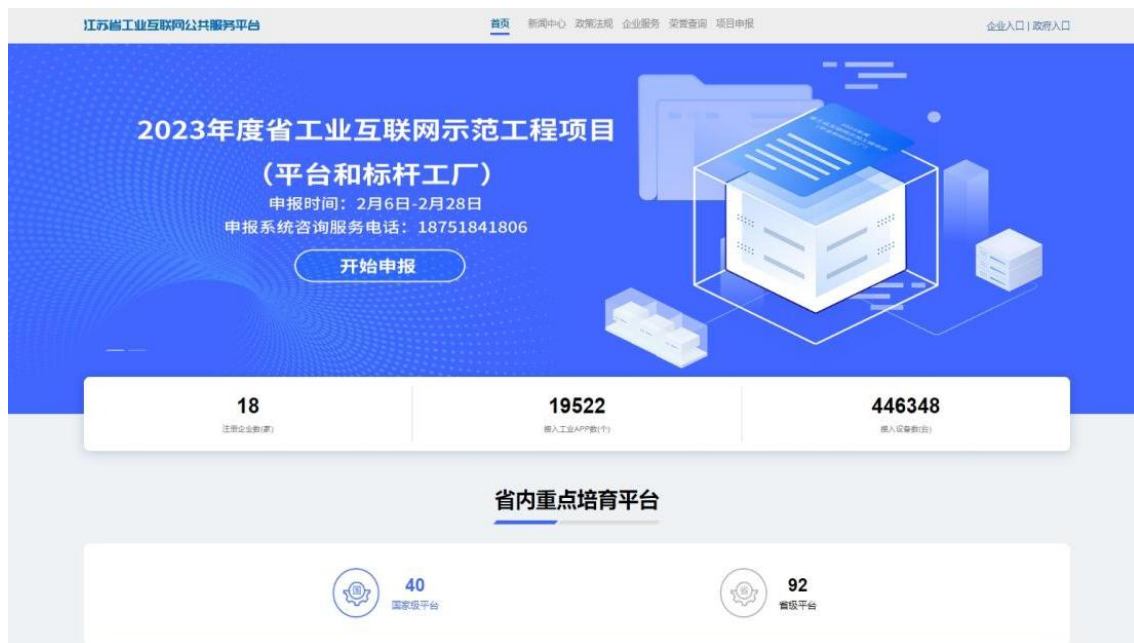 江苏省工业互联网公共服务平台
首页 新闻中心 政策法规 企业服务 荣誉查询 项目申报
企业入口 | 政府入口
2023年度省工业互联网示范工程项目
（平台和标杆工厂）
申报时间：2月6日-2月28日
申报系统咨询服务电话：18751841806
开始申报
18
注册企业数(家)
19522
接入工业APP数(个)
446348
接入设备数(台)
省内重点培育平台
国
40
国家级平台
省
92
省级平台